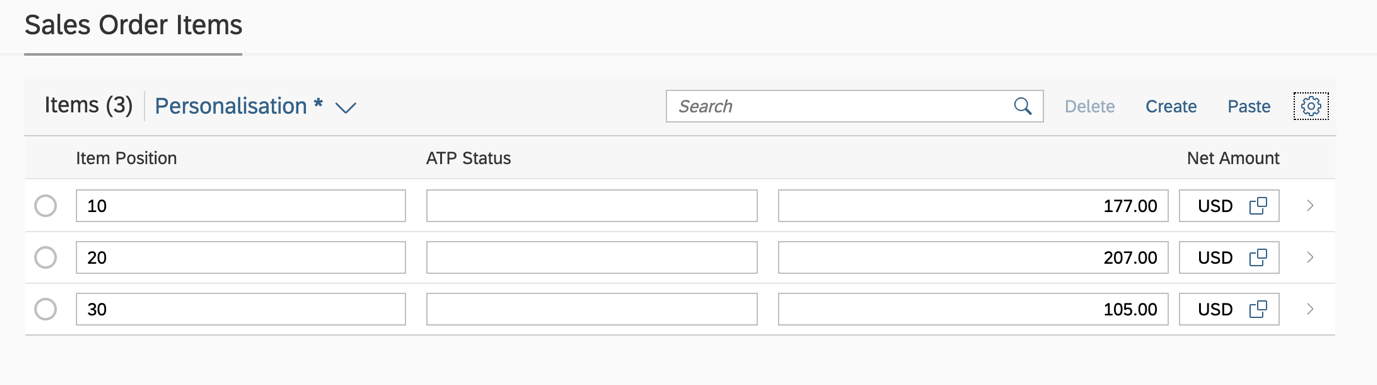 Sales Order Items
Items (3) Personalisation * Search Delete Create Paste
Item Position ATP Status Net Amount
10 177.00 USD
20 207.00 USD
30 105.00 USD